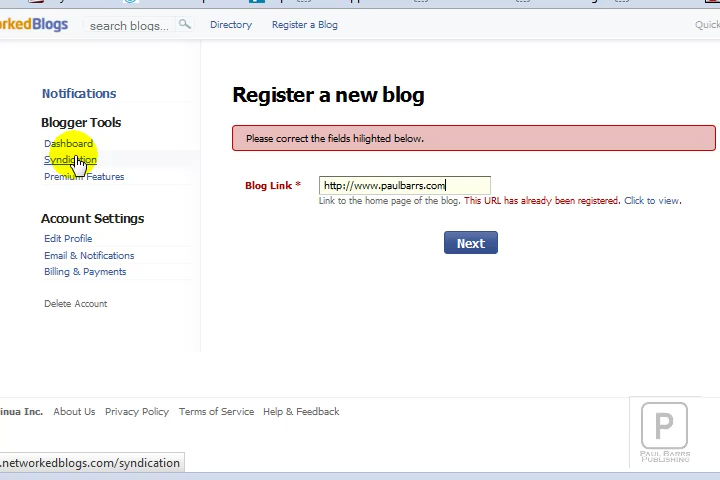 orkedBlogs search blogs... Directory Register a Blog Quick
Notifications
Blogger Tools
Dashboard
Syndication
Premium Features
Account Settings
Edit Profile
Email & Notifications
Billing & Payments
Delete Account
Register a new blog
Please correct the fields hilighted below.
Blog Link * http://www.paulbarrs.com
Link to the home page of the blog. This URL has already been registered. Click to view.
Next
inua Inc. About Us Privacy Policy Terms of Service Help & Feedback
P
PAUL BARRS
PUBLISHING
.networkedblogs.com/syndication